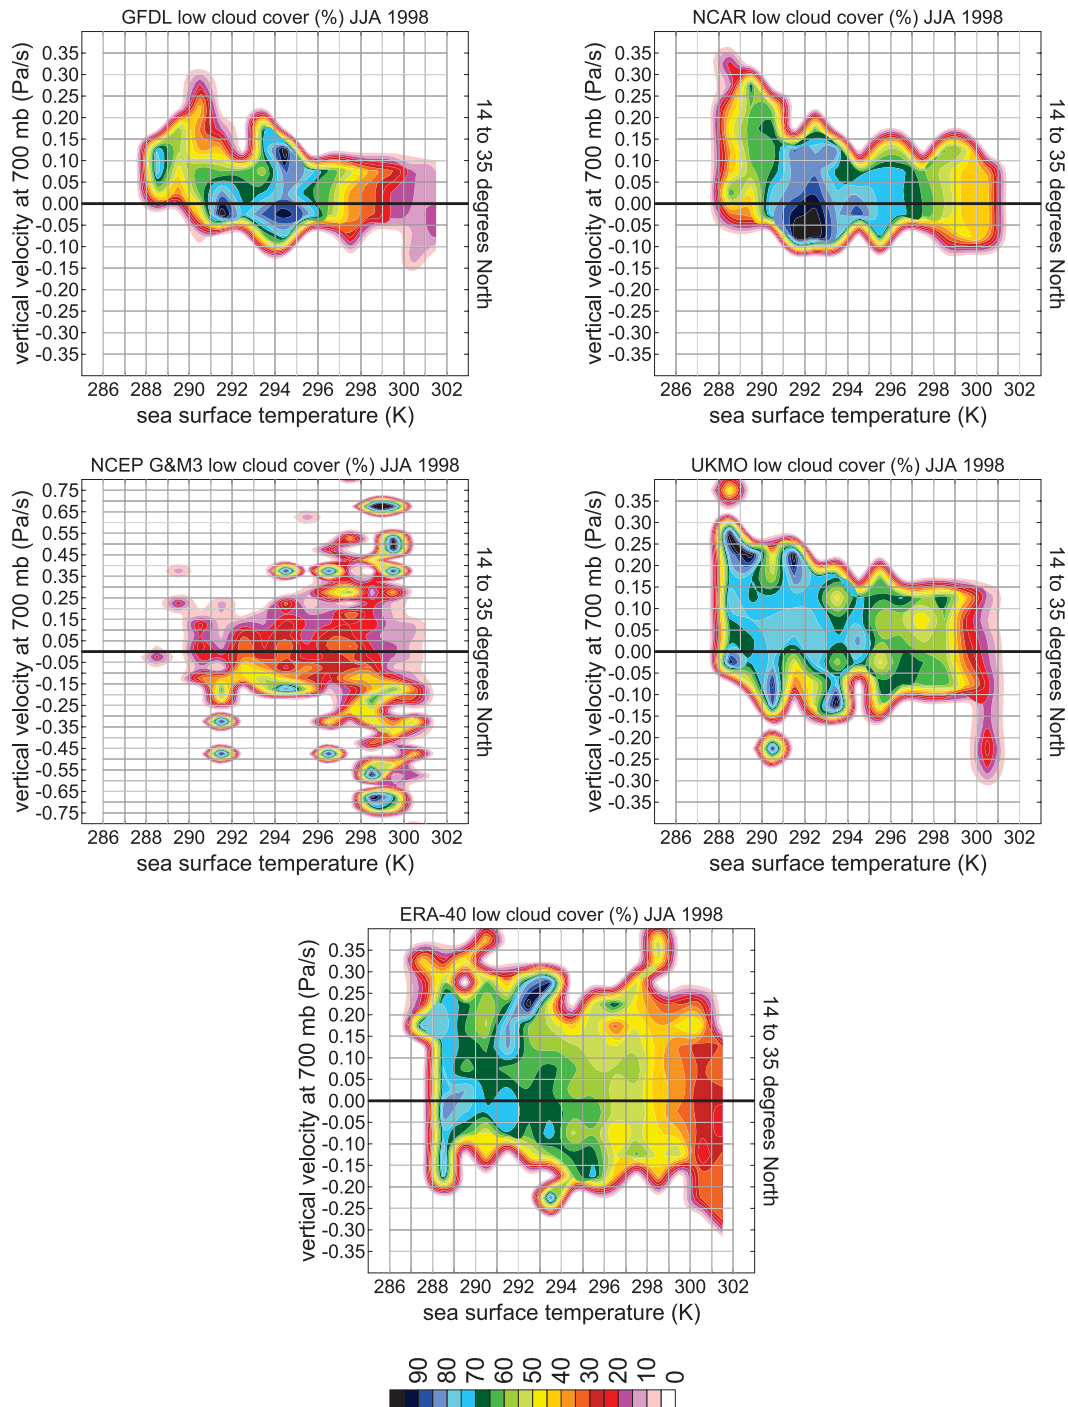 GFDL low cloud cover (%) JJA 1998
vertical velocity at 700 mb (Pa/s)
0.35
0.30
0.25
0.20
0.15
0.10
0.05
0.00
-0.05
-0.10
-0.15
-0.20
-0.25
-0.30
-0.35
286 288 290 292 294 296 298 300 302
sea surface temperature (K)
14 to 35 degrees North
NCAR low cloud cover (%) JJA 1998
vertical velocity at 700 mb (Pa/s)
0.35
0.30
0.25
0.20
0.15
0.10
0.05
0.00
-0.05
-0.10
-0.15
-0.20
-0.25
-0.30
-0.35
286 288 290 292 294 296 298 300 302
sea surface temperature (K)
14 to 35 degrees North
NCEP G&M3 low cloud cover (%) JJA 1998
vertical velocity at 700 mb (Pa/s)
0.75
0.65
0.55
0.45
0.35
0.25
0.15
0.05
-0.05
-0.15
-0.25
-0.35
-0.45
-0.55
-0.65
-0.75
286 288 290 292 294 296 298 300 302
sea surface temperature (K)
14 to 35 degrees North
UKMO low cloud cover (%) JJA 1998
vertical velocity at 700 mb (Pa/s)
0.35
0.30
0.25
0.20
0.15
0.10
0.05
0.00
-0.05
-0.10
-0.15
-0.20
-0.25
-0.30
-0.35
286 288 290 292 294 296 298 300 302
sea surface temperature (K)
14 to 35 degrees North
ERA-40 low cloud cover (%) JJA 1998
vertical velocity at 700 mb (Pa/s)
0.35
0.30
0.25
0.20
0.15
0.10
0.05
0.00
-0.05
-0.10
-0.15
-0.20
-0.25
-0.30
-0.35
286 288 290 292 294 296 298 300 302
sea surface temperature (K)
14 to 35 degrees North
90 80 70 60 50 40 30 20 10 0